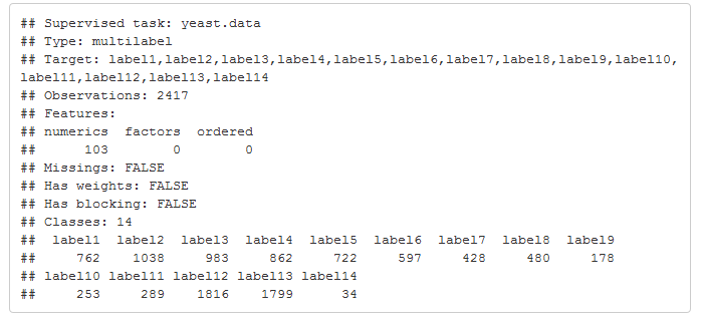 ## Supervised task: yeast.data
## Type: multilabel
## Target: label1,label2,label3,label4,label5,label6,label7,label8,label9,label10,
label11,label12,label13,label14
## Observations: 2417
## Features:
## numerics  factors  ordered
##      103        0        0
## Missings: FALSE
## Has weights: FALSE
## Has blocking: FALSE
## Classes: 14
##  label1  label2  label3  label4  label5  label6  label7  label8  label9
##     762    1038     983     862     722     597     428     480     178
## label10 label11 label12 label13 label14
##     253     289    1816    1799      34